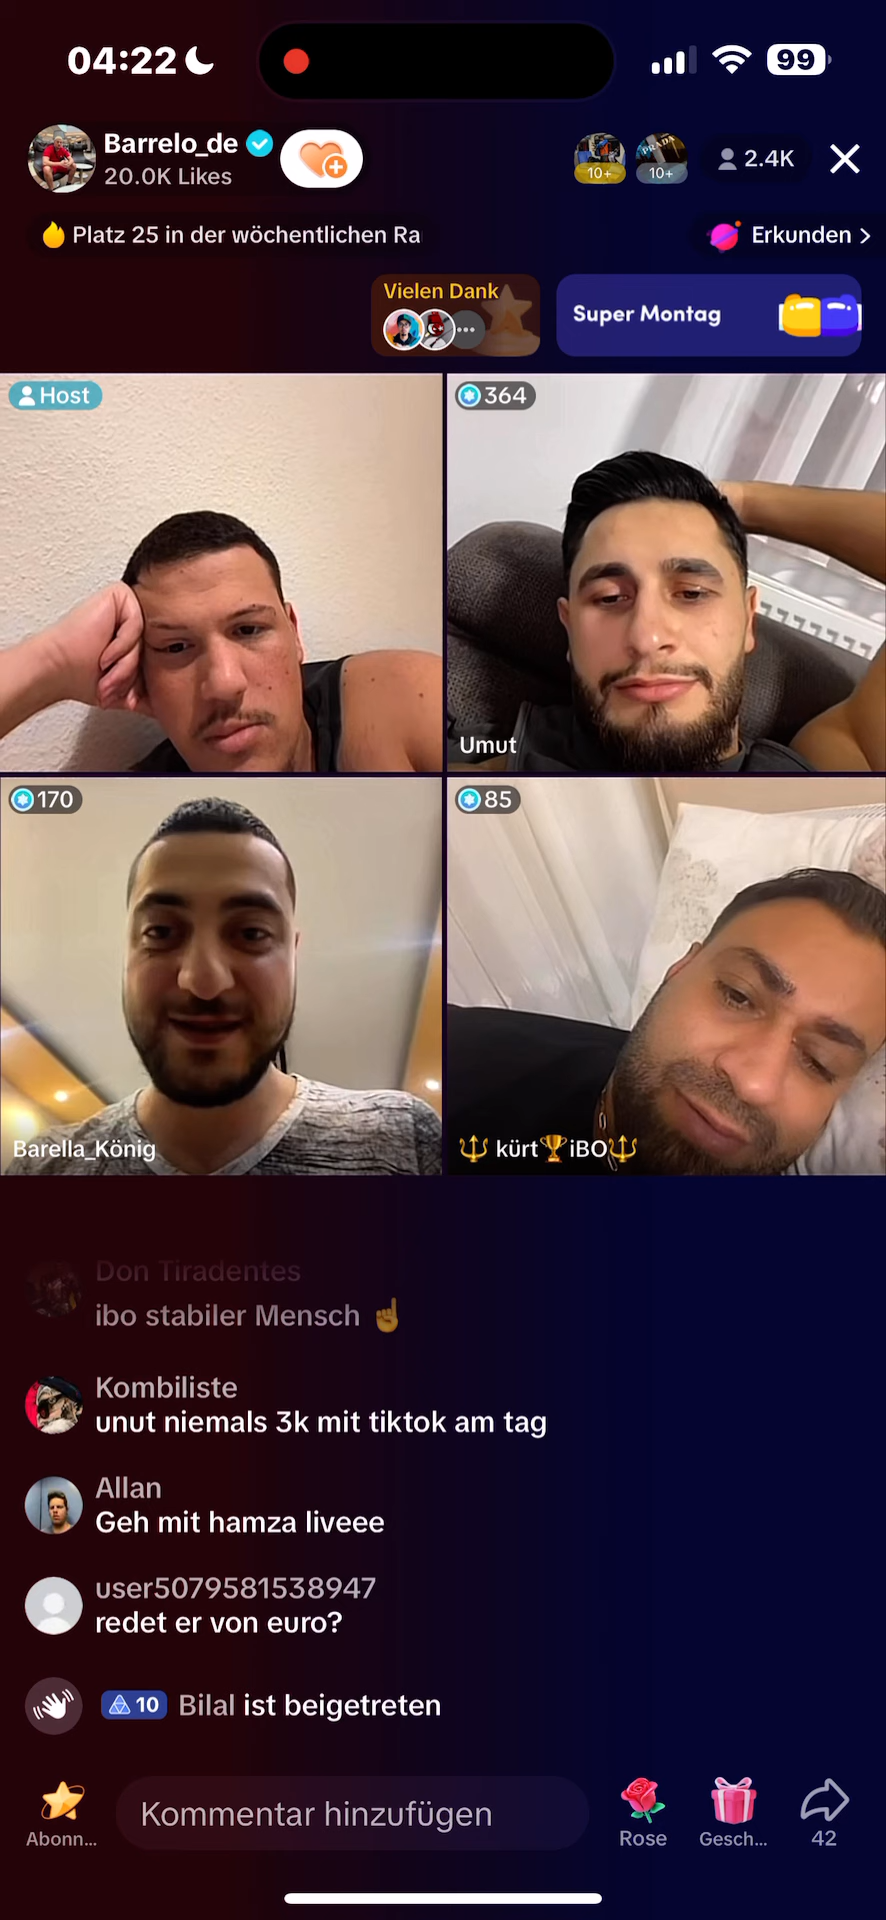 04:22
99
Barrelo_de
20.0K Likes
10+
10+
2.4K
Platz 25 in der wöchentlichen Ra
Erkunden >
Vielen Dank
Super Montag
Host
364
Umut
170
85
Barella_König
🔱 kürt🏆iBO🔱
Don Tiradentes
ibo stabiler Mensch ☝
Kombiliste
unut niemals 3k mit tiktok am tag
Allan
Geh mit hamza liveee
user5079581538947
redet er von euro?
10 Bilal ist beigetreten
Kommentar hinzufügen
Abonn...
Rose
Gesch...
42